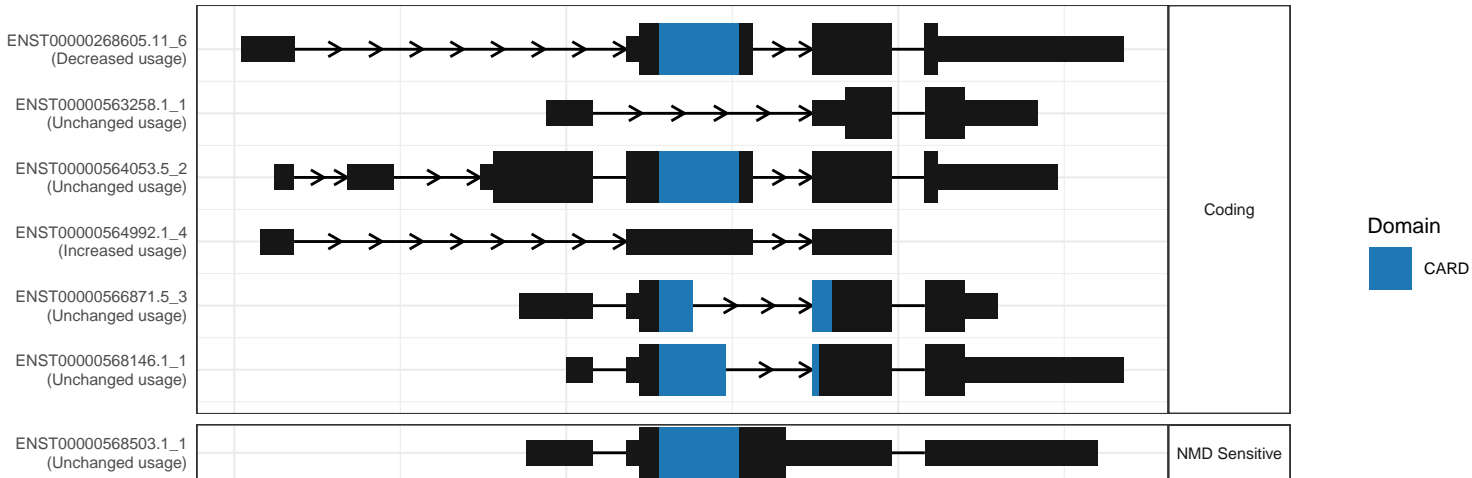 ENST00000268605.11_6
(Decreased usage)
ENST00000563258.1_1
(Unchanged usage)
ENST00000564053.5_2
(Unchanged usage)
ENST00000564992.1_4
(Increased usage)
ENST00000566871.5_3
(Unchanged usage)
ENST00000568146.1_1
(Unchanged usage)
Coding
ENST00000568503.1_1
(Unchanged usage)
NMD Sensitive
Domain
CARD